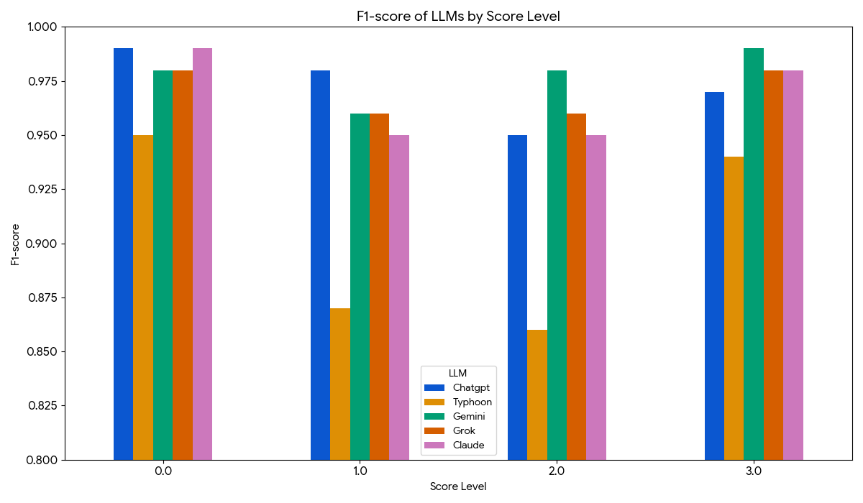 F1-score of LLMs by Score Level
1.000
0.975
0.950
0.925
0.900
0.875
0.850
0.825
0.800
F1-score
LLM
Chatgpt
Typhoon
Gemini
Grok
Claude
0.0 1.0 2.0 3.0
Score Level